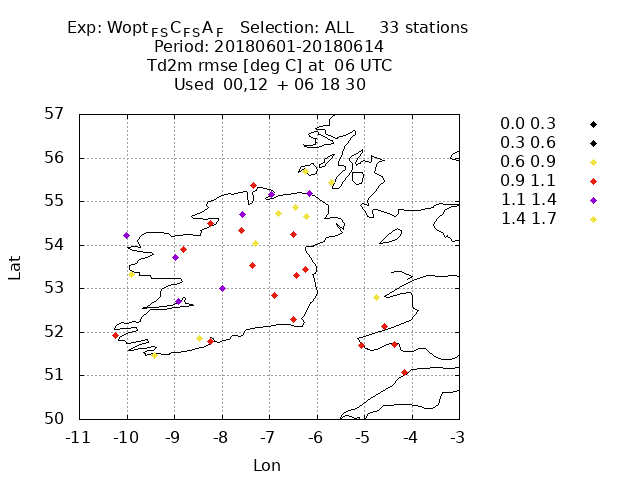 Exp: Wopt FS C FS A F Selection: ALL 33 stations
Period: 20180601-20180614
Td2m rmse [deg C] at 06 UTC
Used 00,12 + 06 18 30
57
56
55
54
53
52
51
50
Lat
-11 -10 -9 -8 -7 -6 -5 -4 -3
Lon
0.0 0.3
0.3 0.6
0.6 0.9
0.9 1.1
1.1 1.4
1.4 1.7